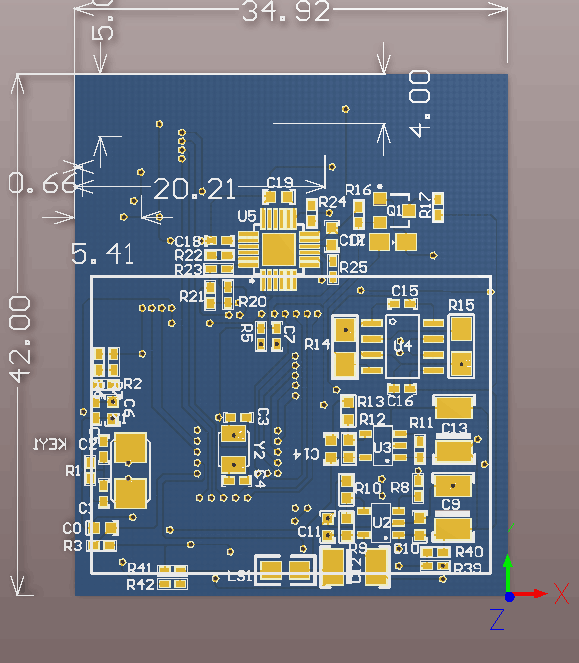 34.92
5.0
4.00
0.66
20.21
C19
R16
R17
R24
U5
Q1
C18
R22
5.41
R23
R25
R21
R20
C15
R15
42.00
R5
C7
R14
U4
R2
C16
C6
R13
C3
R12
R11
C13
KEY1
C2
Y2
U3
C14
R1
C4
R10
R8
C9
C0
C11
U2
R3
R9
C10
R40
R41
LS1
R39
R42
X
Z